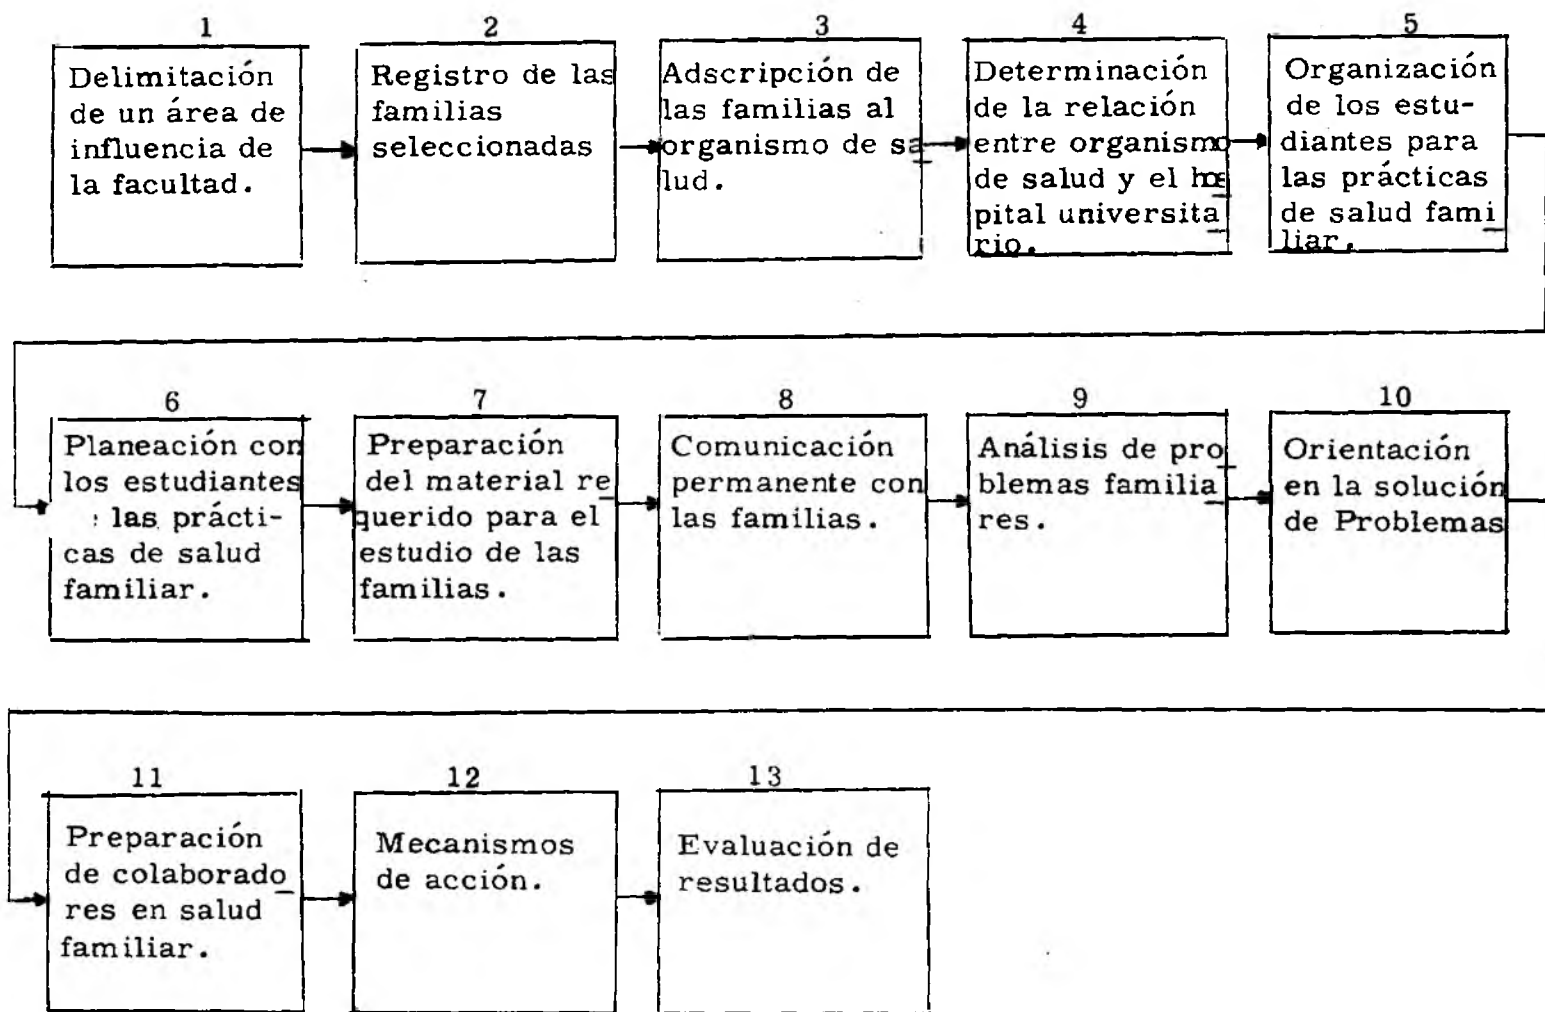 1
Delimitación
de un área de
influencia de
la facultad.
2
Registro de las
familias
seleccionadas
3
Adscripción de
las familias al
organismo de sa
lud.
4
Determinación
de la relación
entre organismo
de salud y el hos
pital universita
rio.
5
Organización
de los estu-
diantes para
las prácticas
de salud fami
liar.
6
Planeación con
los estudiantes
las prácti-
cas de salud
familiar.
7
Preparación
del material re
querido para el
estudio de las
familias.
8
Comunicación
permanente con
las familias.
9
Análisis de pro
blemas familia
res.
10
Orientación
en la solución
de Problemas
11
Preparación
de colaborado
res en salud
familiar.
12
Mecanismos
de acción.
13
Evaluación de
resultados.